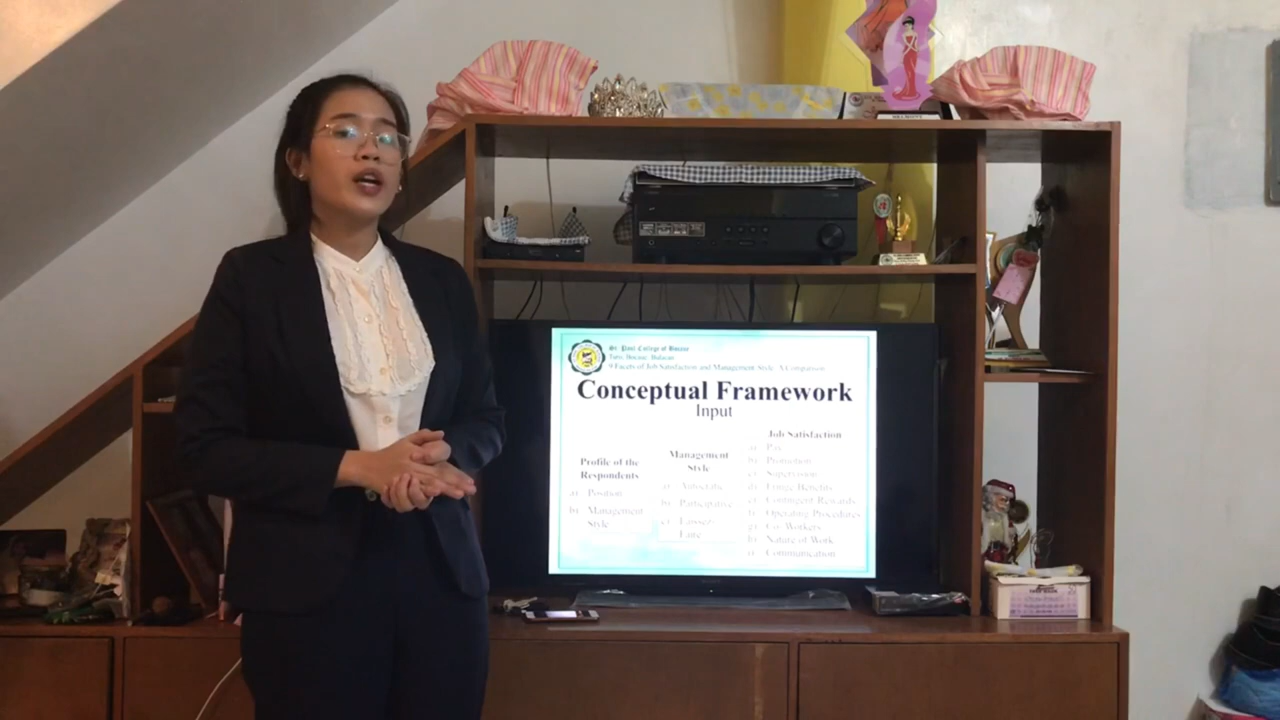 St. Paul College of Bocaue
Turo, Bocaue, Bulacan
9 Facets of Job Satisfaction and Management Style: A Comparison
Conceptual Framework
Input
Profile of the
Respondents
a) Position
b) Management
Style
Management
Style
a) Autocratic
b) Participative
c) Laissez-
Faire
Job Satisfaction
a) Pay
b) Promotion
c) Supervision
d) Fringe Benefits
e) Contingent Rewards
f) Operating Procedures
g) Co-Workers
h) Nature of Work
i) Communication